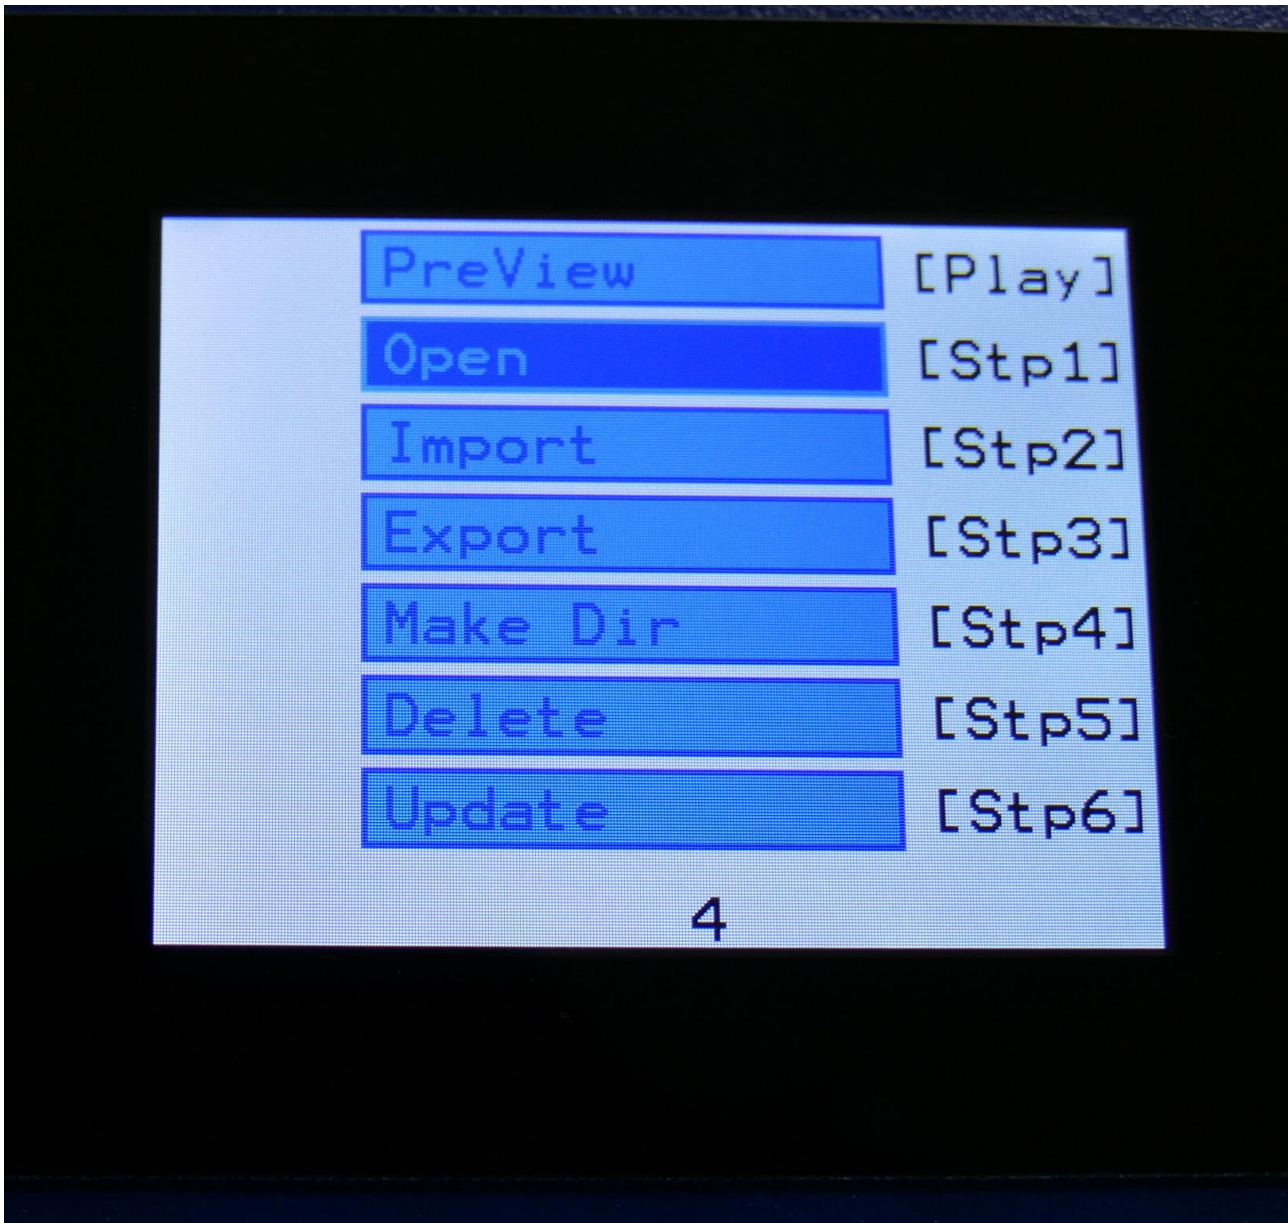 PreView [Play]
Open [Stp1]
Import [Stp2]
Export [Stp3]
Make Dir [Stp4]
Delete [Stp5]
Update [Stp6]
4